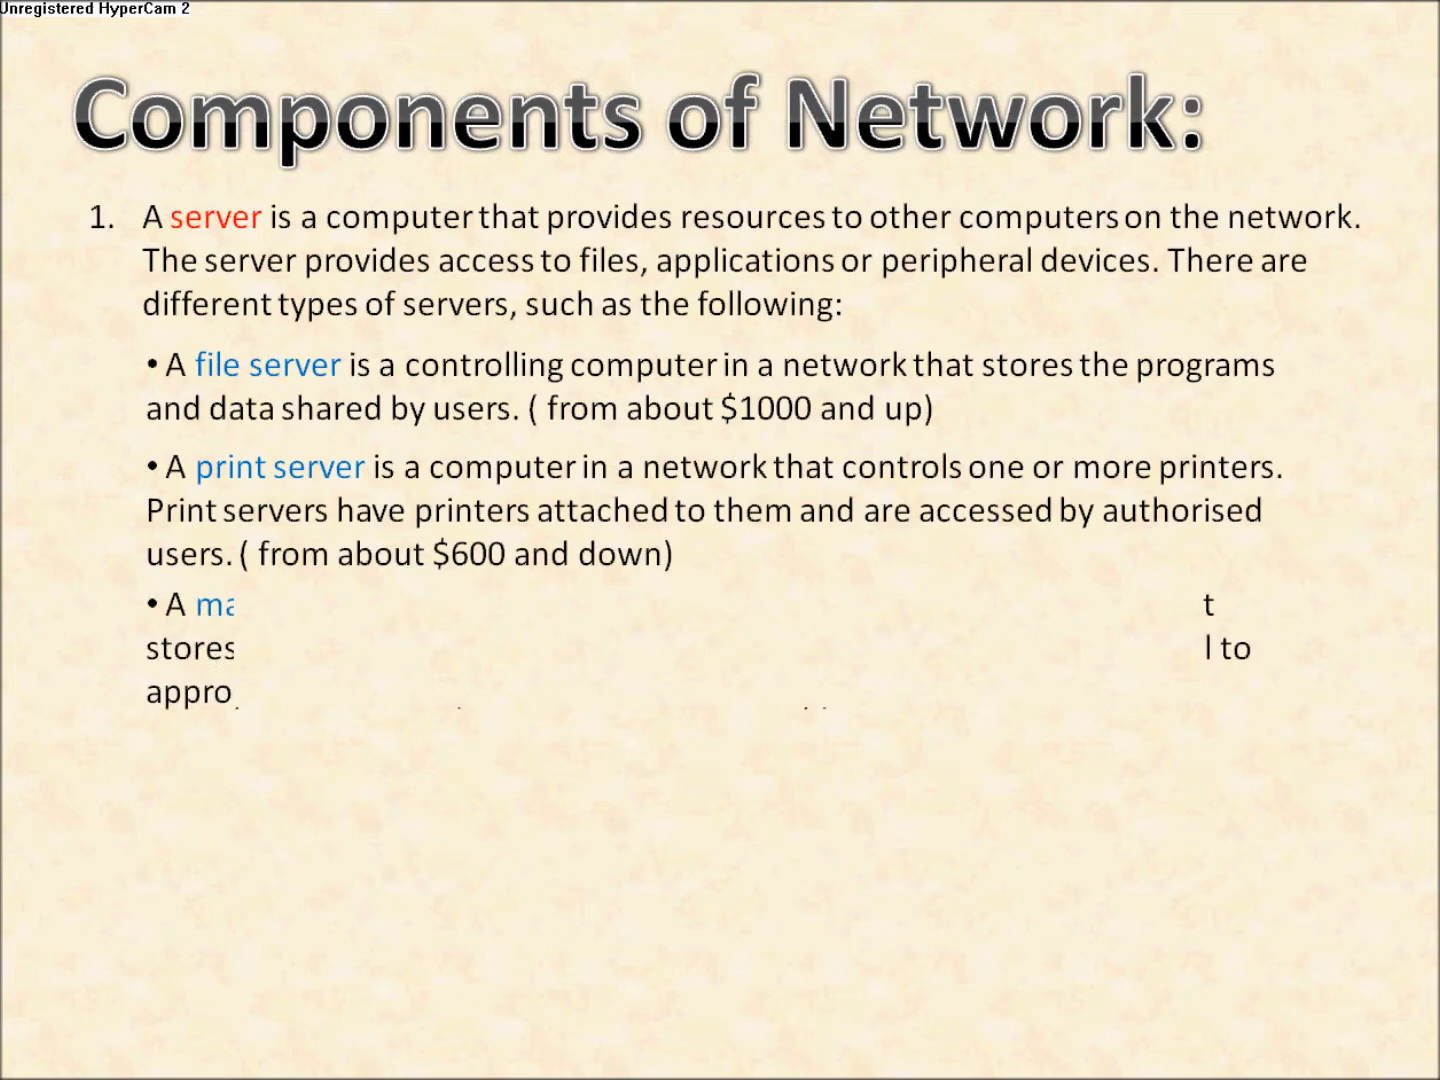 Unregistered HyperCam 2
Components of Network:
1. A server is a computer that provides resources to other computers on the network.
The server provides access to files, applications or peripheral devices. There are
different types of servers, such as the following:
• A file server is a controlling computer in a network that stores the programs
and data shared by users. ( from about $1000 and up)
• A print server is a computer in a network that controls one or more printers.
Print servers have printers attached to them and are accessed by authorised
users. ( from about $600 and down)
• A t
stores to